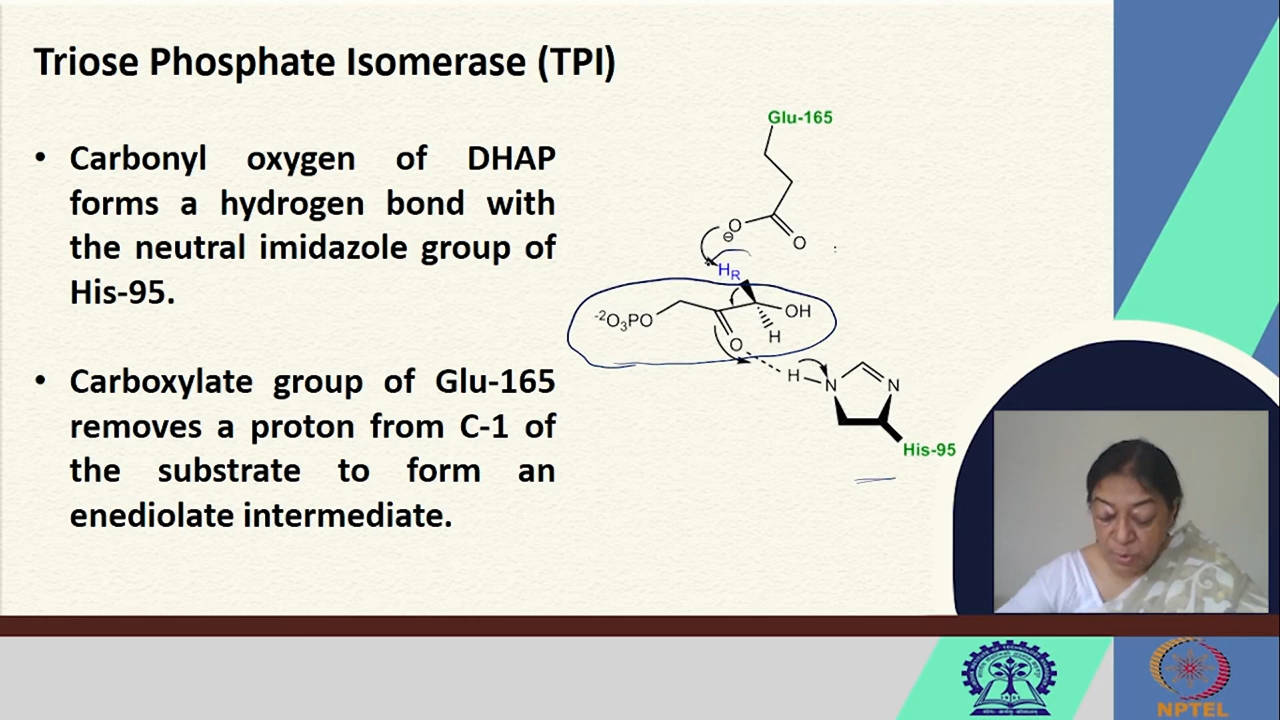 Triose Phosphate Isomerase (TPI)
• Carbonyl oxygen of DHAP
forms a hydrogen bond with
the neutral imidazole group of
His-95.
• Carboxylate group of Glu-165
removes a proton from C-1 of
the substrate to form an
enediolate intermediate.
Glu-165
O
⊖
O
HR
-2O3PO
OH
H
O
H
N
N
His-95
NPTEL